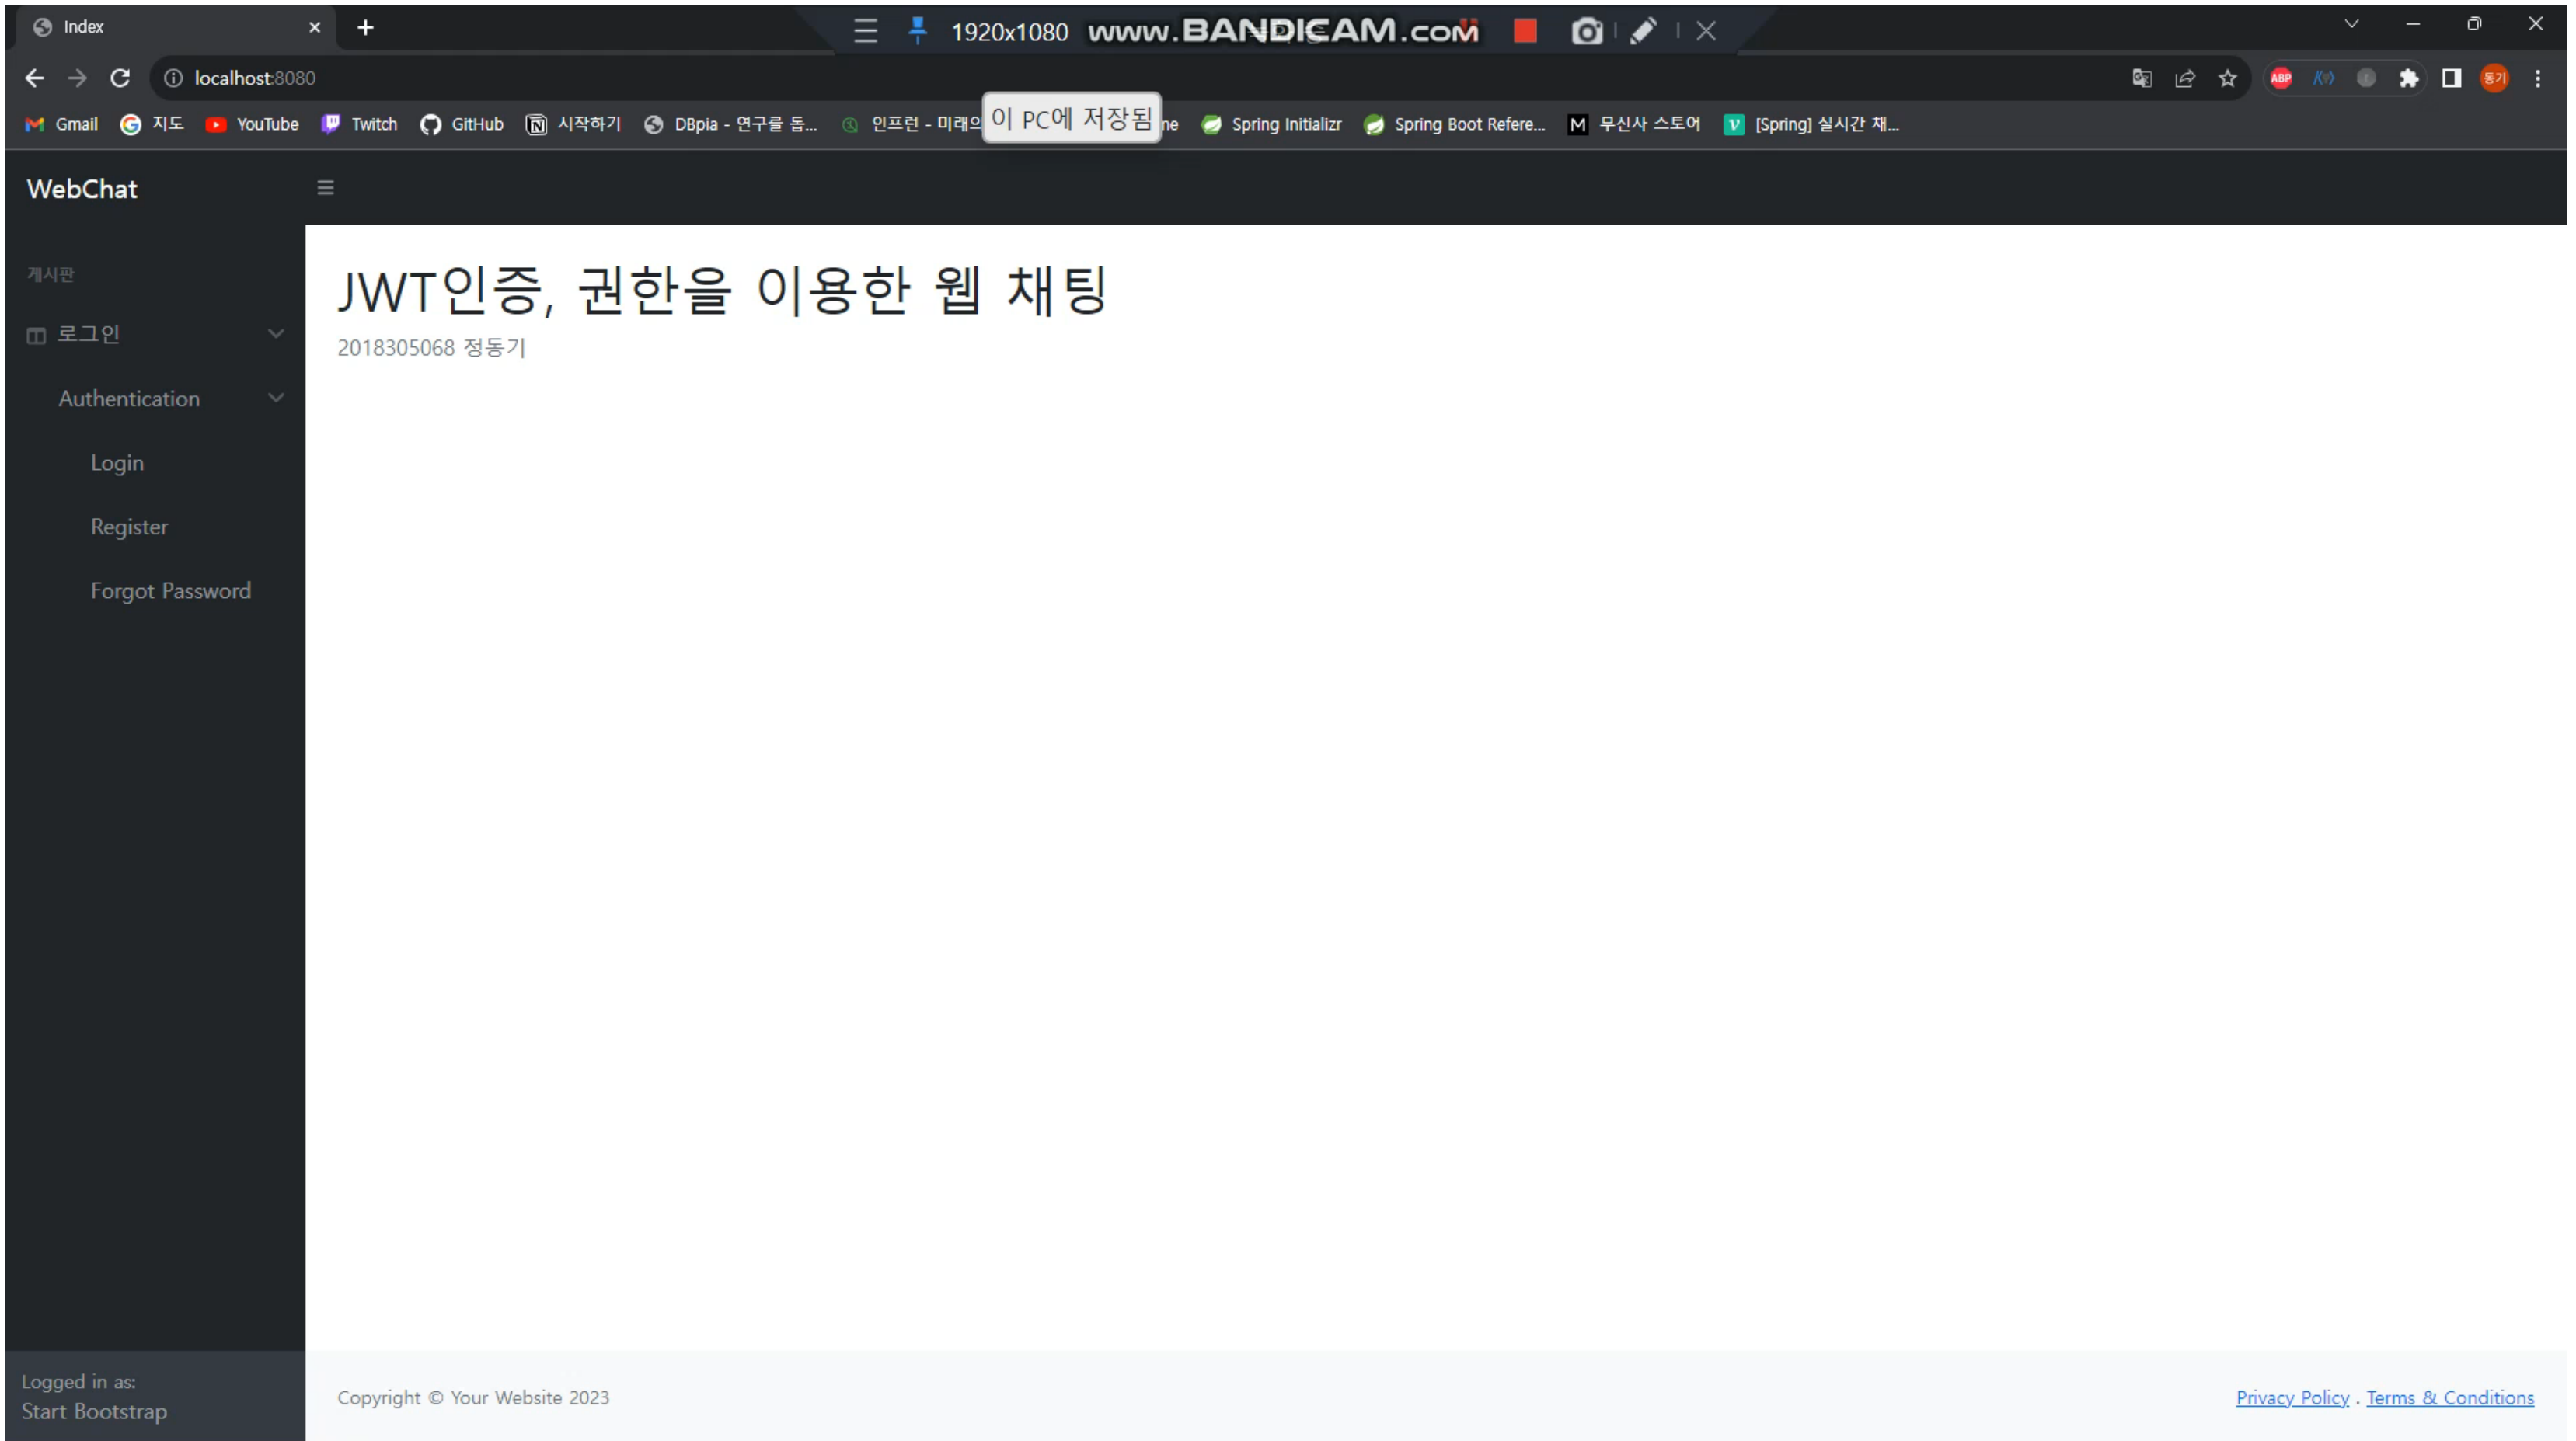 Index
1920x1080 www.BANDICAM.com
localhost:8080
ABP 동기
Gmail 지도 YouTube Twitch GitHub 시작하기 DBpia - 연구를 돕... 인프런 - 미래의 이 PC에 저장됨 ne Spring Initializr Spring Boot Refere... M 무신사 스토어 [Spring] 실시간 채...
WebChat
게시판
로그인
Authentication
Login
Register
Forgot Password
JWT인증, 권한을 이용한 웹 채팅
2018305068 정동기
Logged in as:
Start Bootstrap
Copyright © Your Website 2023
Privacy Policy . Terms & Conditions